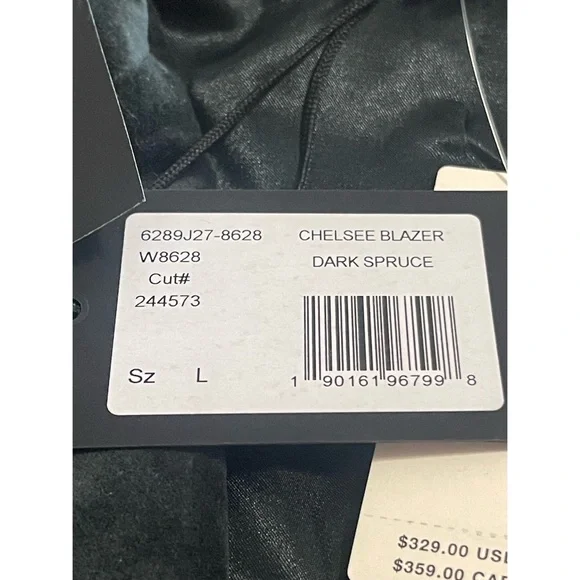 6289J27-8628 CHELSEE BLAZER
W8628 DARK SPRUCE
Cut#
244573
Sz L
1 90161 96799 8
$329.00
$359.00